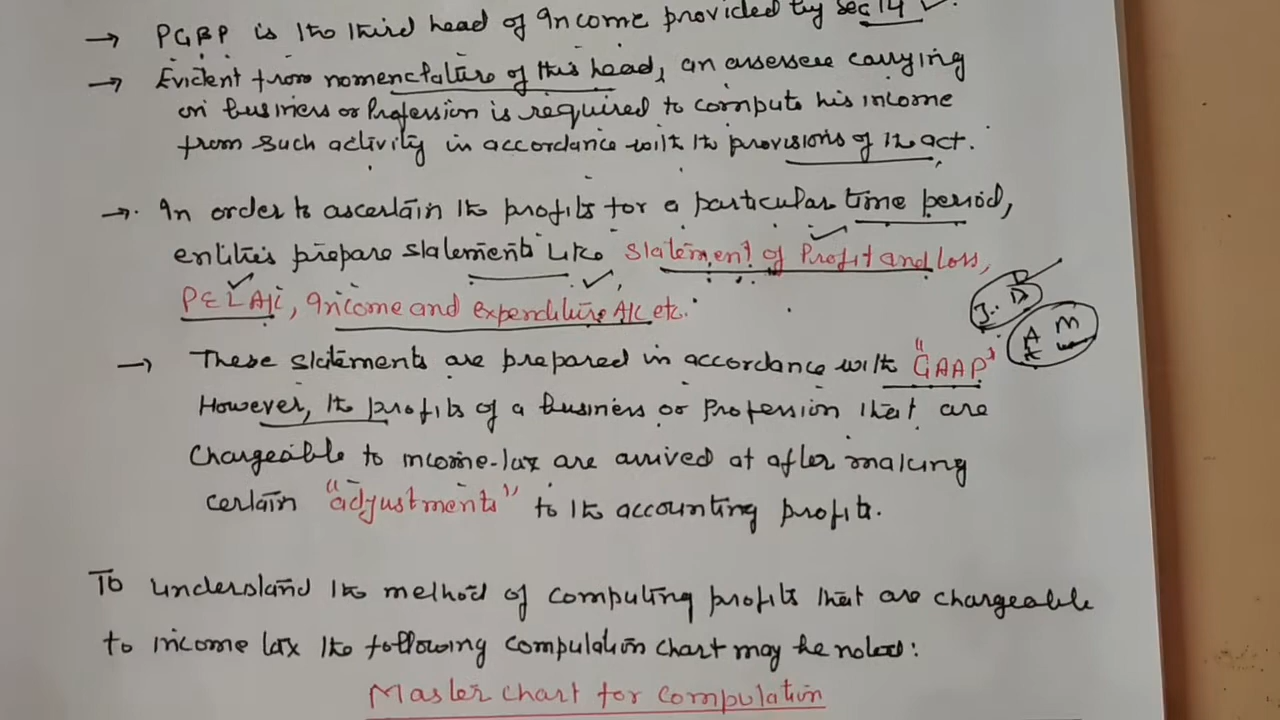 → PGBP is the third head of Income provided by Sec 14
→ Evident from nomenclature of this head, an assessee carrying
on business or Profession is required to compute his income
from such activity in accordance with the provisions of the act.
→ In order to ascertain the profits for a particular time period,
entities prepare statements like Statement of Profit and Loss,
P&L A/c, Income and expenditure A/c etc.
→ These statements are prepared in accordance with "GAAP"
However, the profits of a business or Profession that are
chargeable to income-tax are arrived at after making
certain "adjustments" to the accounting profits.
To understand the method of computing profits that are chargeable
to income tax the following computation chart may be noted:
Master chart for computation